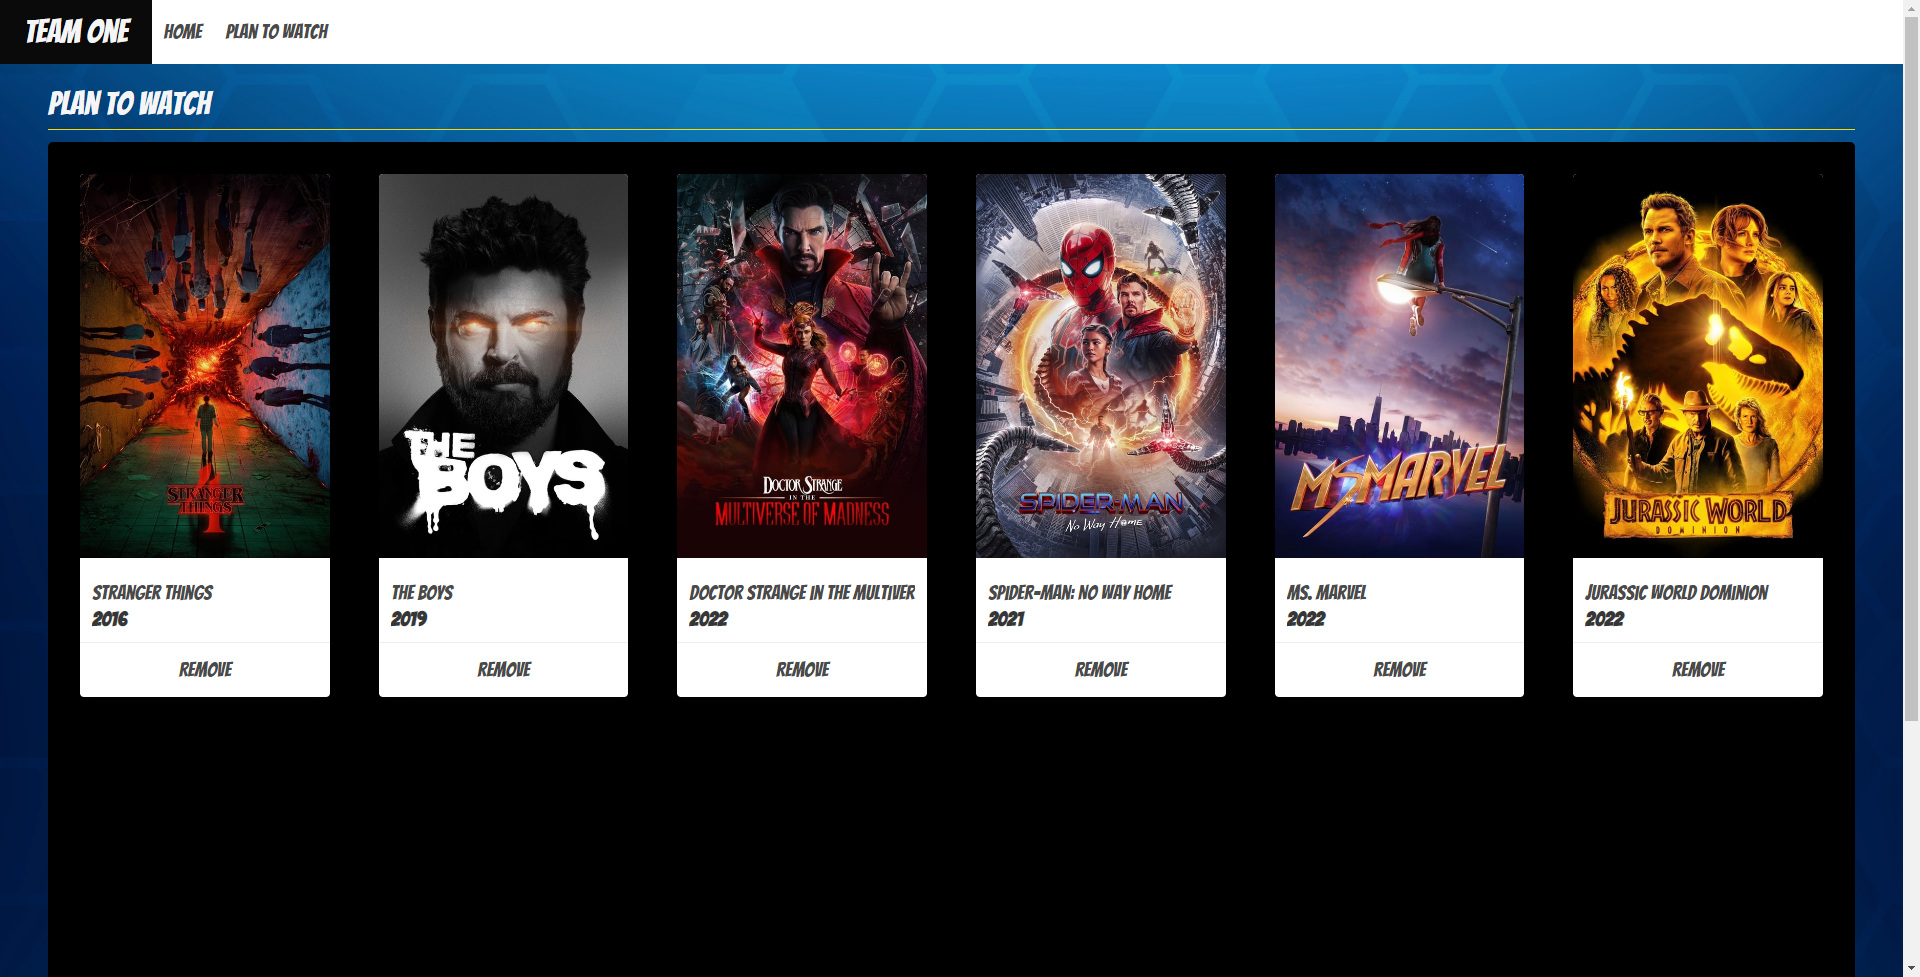 TEAM ONE
HOME
PLAN TO WATCH
PLAN TO WATCH
STRANGER
THINGS
4
THE
BOYS
DOCTOR STRANGE
IN THE
MULTIVERSE OF MADNESS
SPIDER-MAN
No Way Home
MS. MARVEL
JURASSIC WORLD
DOMINION
STRANGER THINGS
2016
REMOVE
THE BOYS
2019
REMOVE
DOCTOR STRANGE IN THE MULTIVER
2022
REMOVE
SPIDER-MAN: NO WAY HOME
2021
REMOVE
MS. MARVEL
2022
REMOVE
JURASSIC WORLD DOMINION
2022
REMOVE